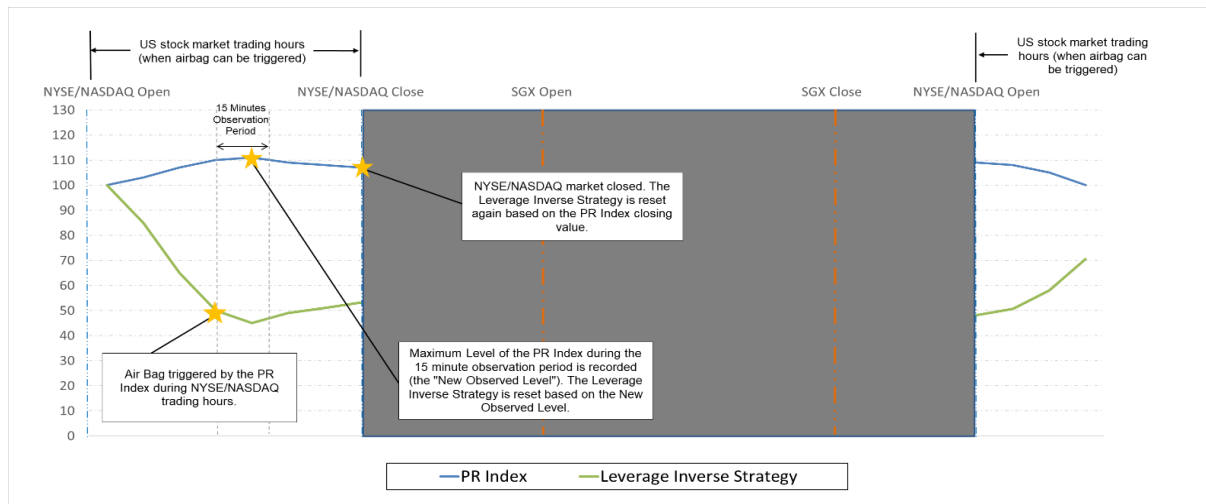 US stock market trading hours
(when airbag can be triggered)
US stock market trading
hours (when airbag can
be triggered)
NYSE/NASDAQ Open
NYSE/NASDAQ Close
SGX Open
SGX Close
NYSE/NASDAQ Open
15 Minutes
Observation
Period
130
120
110
100
90
80
70
60
50
40
30
20
10
0
NYSE/NASDAQ market closed. The
Leverage Inverse Strategy is reset
again based on the PR Index closing
value.
Air Bag triggered by the PR
Index during NYSE/NASDAQ
trading hours.
Maximum Level of the PR Index during the
15 minute observation period is recorded
(the "New Observed Level"). The Leverage
Inverse Strategy is reset based on the New
Observed Level.
PR Index
Leverage Inverse Strategy